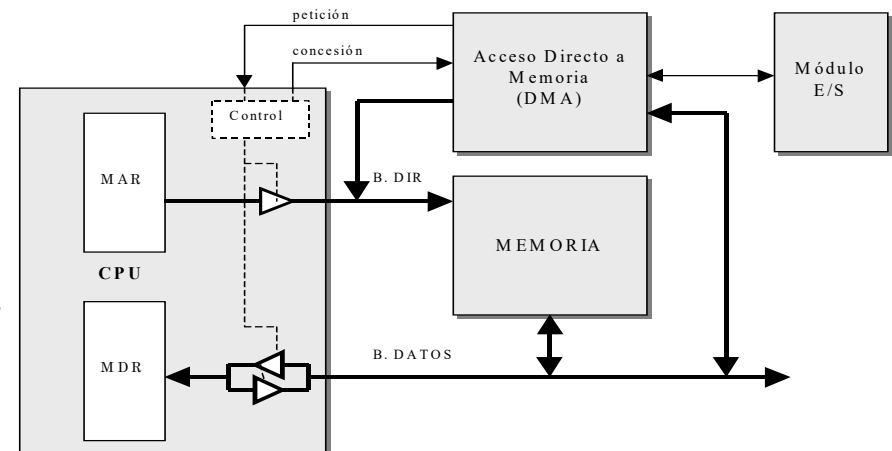 petición
concesión
Acceso Directo a
Memoria
(DMA)
Módulo
E/S
Control
MAR
B. DIR
MEMORIA
CPU
MDR
B. DATOS